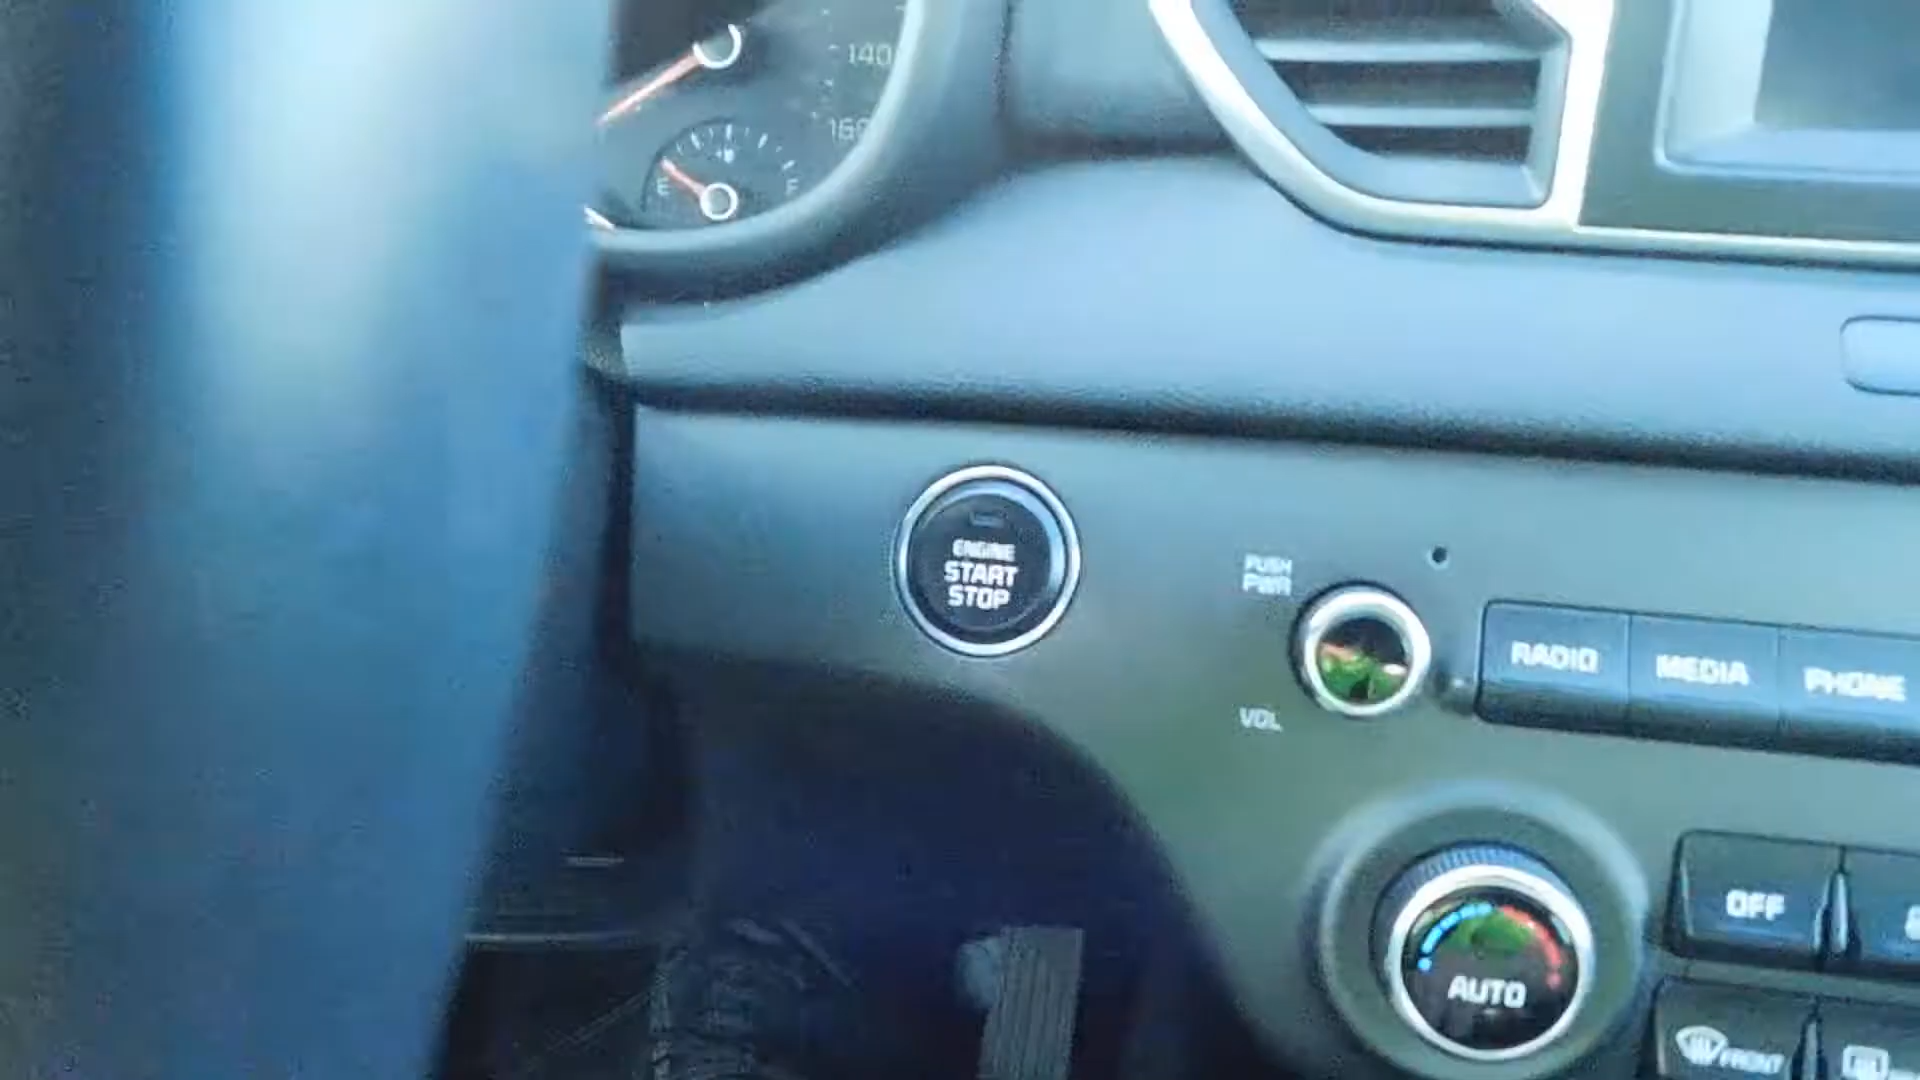 140
160
E
F
ENGINE
START
STOP
PUSH
PWR
VOL
RADIO
MEDIA
PHONE
OFF
AUTO
FRONT